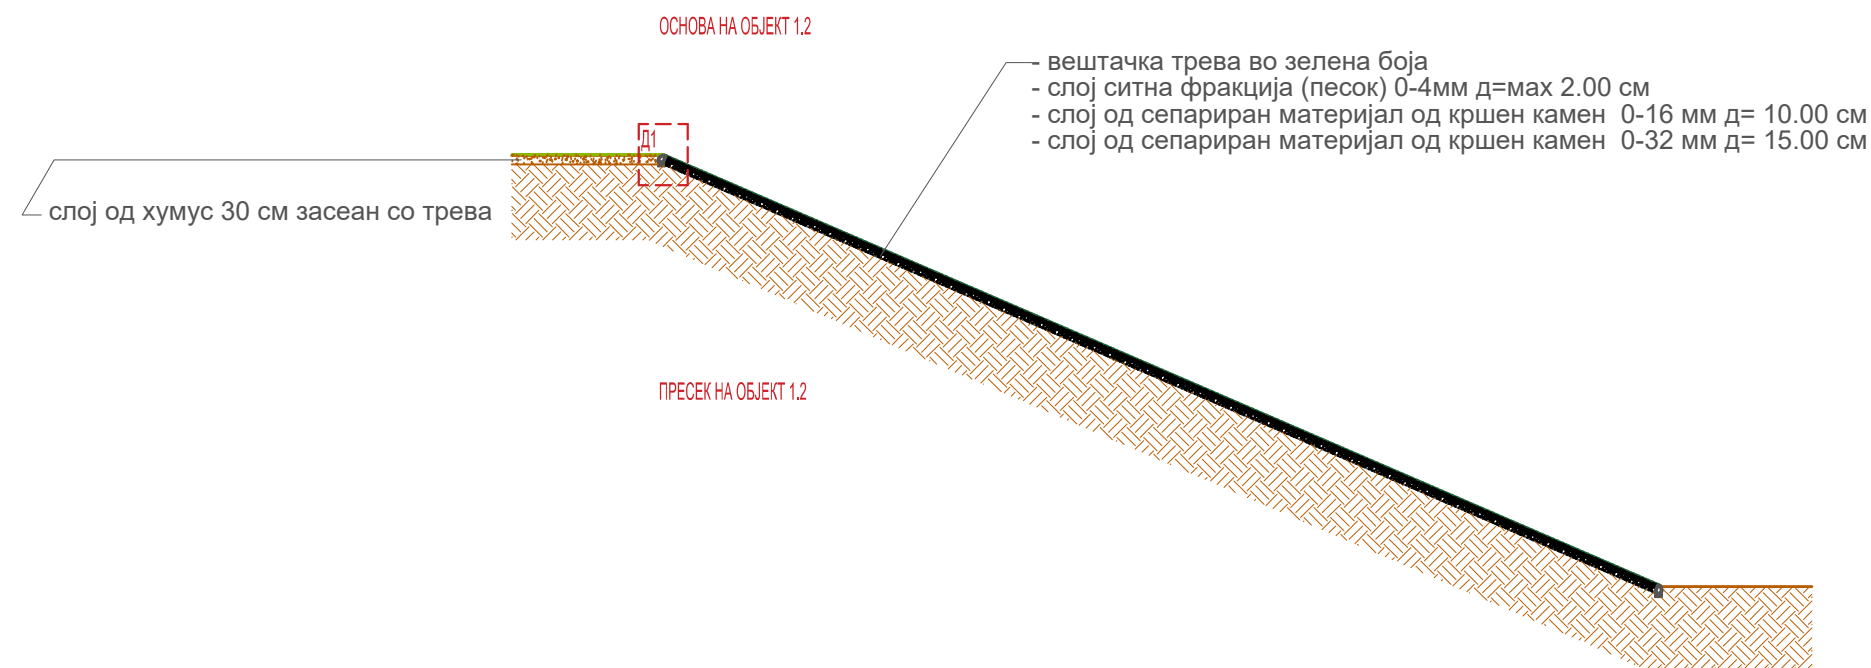 ОСНОВА НА ОБЈЕКТ 1.2
- вештачка трева во зелена боја
- слој ситна фракција (песок) 0-4мм д=мах 2.00 см
- слој од сепариран материјал од кршен камен 0-16 мм д= 10.00 см
- слој од сепариран материјал од кршен камен 0-32 мм д= 15.00 см
Д1
слој од хумус 30 см засеан со трева
ПРЕСЕК НА ОБЈЕКТ 1.2